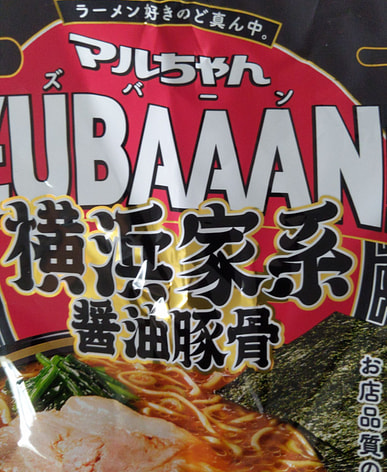 ラーメン好きのど真ん中。
マルちゃん
ズバーン
ZUBAAAN
横浜家系
醤油豚骨
お店品質の